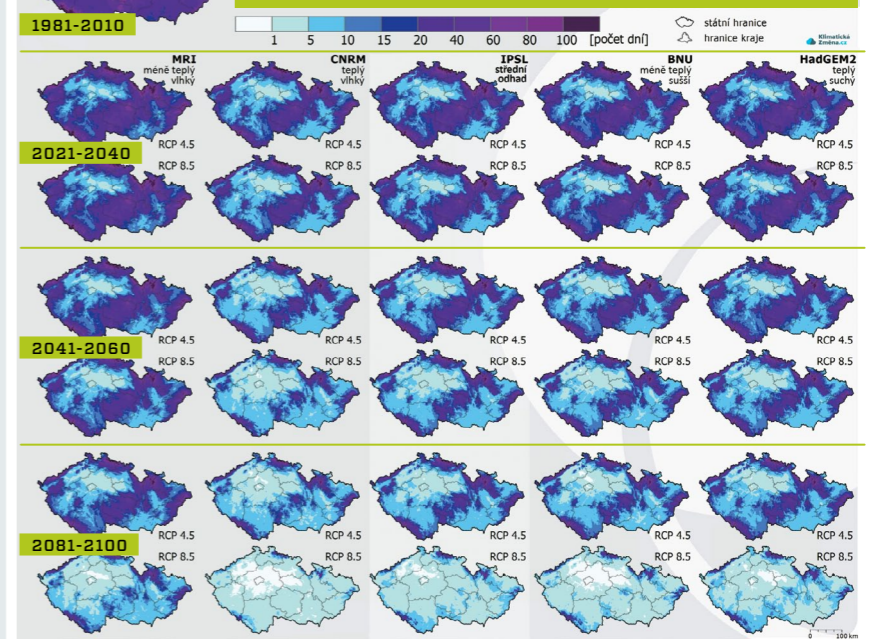 1981-2010
1 5 10 15 20 40 60 80 100 [počet dní]
státní hranice
hranice kraje
Klimatická
Změna.cz
MRI
méně teplý
vlhký
CNRM
teplý
vlhký
IPSL
střední
odhad
BNU
méně teplý
sušší
HadGEM2
teplý
suchý
RCP 4.5 RCP 4.5 RCP 4.5 RCP 4.5 RCP 4.5
2021-2040
RCP 8.5 RCP 8.5 RCP 8.5 RCP 8.5 RCP 8.5
RCP 4.5 RCP 4.5 RCP 4.5 RCP 4.5 RCP 4.5
2041-2060
RCP 8.5 RCP 8.5 RCP 8.5 RCP 8.5 RCP 8.5
RCP 4.5 RCP 4.5 RCP 4.5 RCP 4.5 RCP 4.5
2081-2100
RCP 8.5 RCP 8.5 RCP 8.5 RCP 8.5 RCP 8.5
0 100 km